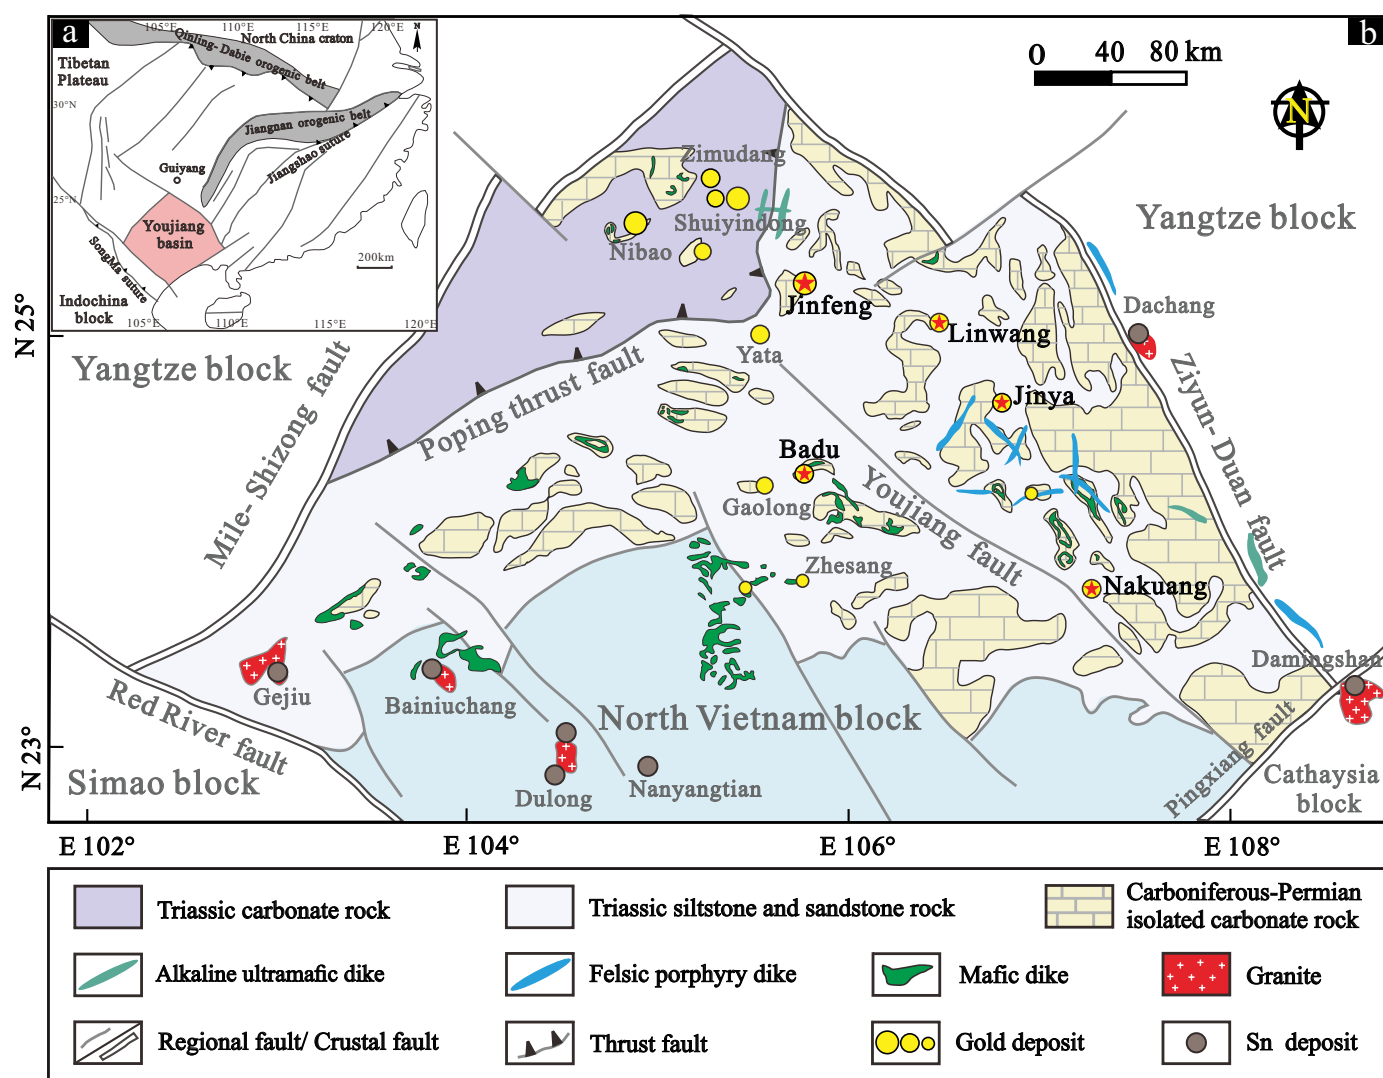 a
105°E
110°E
115°E
120°E
N
Qinling- Dabie orogenic belt
North China craton
Tibetan
Plateau
30°N
Jiangnan orogenic belt
Jiangshao suture
Guiyang
25°N
Youjiang
basin
SongMa suture
200km
Indochina
block
105°E
110°E
115°E
120°E
b
0 40 80 km
N
Zimudang
Shuiyindong
Nibao
Yangtze block
Jinfeng
Dachang
N 25°
Linwang
Yata
Yangtze block
Mile- Shizong fault
Poping thrust fault
Jinya
Ziyun- Duan fault
Badu
Gaolong
Youjiang fault
Zhesang
Nakuang
Damingshan
Gejiu
Red River fault
Bainiuchang
North Vietnam block
N 23°
Simao block
Dulong
Nanyangtian
Pingxiang fault
Cathaysia
block
E 102°
E 104°
E 106°
E 108°
Triassic carbonate rock
Triassic siltstone and sandstone rock
Carboniferous-Permian
isolated carbonate rock
Alkaline ultramafic dike
Felsic porphyry dike
Mafic dike
Granite
Regional fault/ Crustal fault
Thrust fault
Gold deposit
Sn deposit